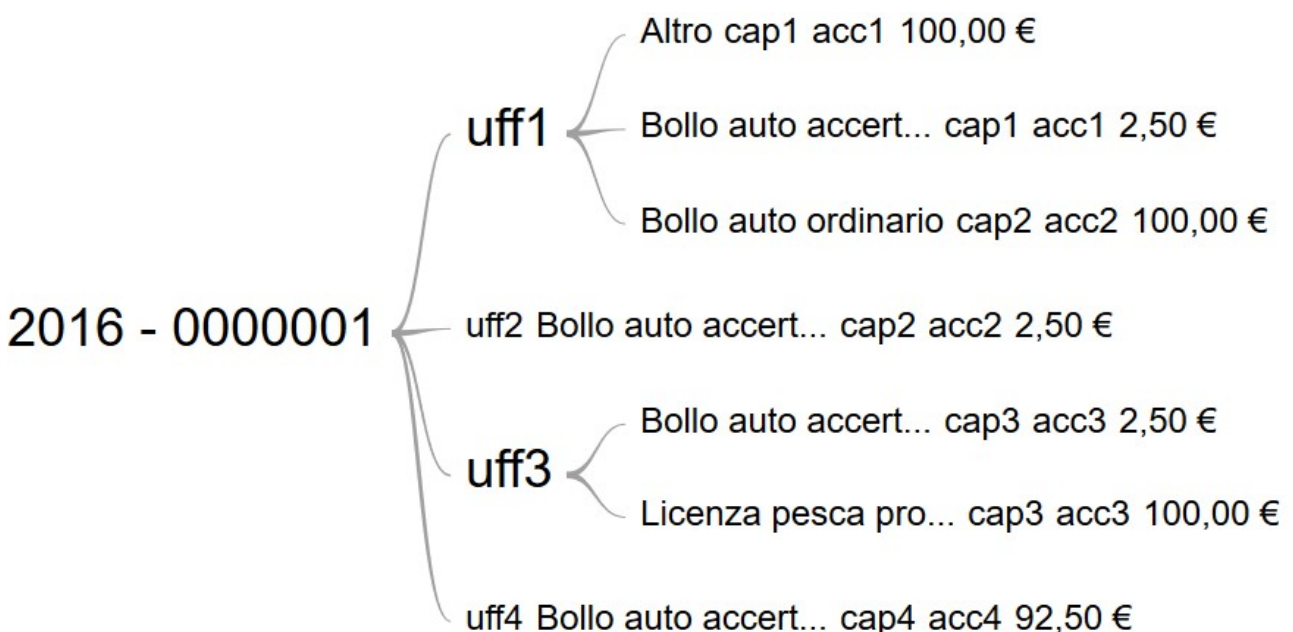 Altro cap1 acc1 100,00 €
uff1
Bollo auto accert... cap1 acc1 2,50 €
Bollo auto ordinario cap2 acc2 100,00 €
2016 - 0000001
uff2 Bollo auto accert... cap2 acc2 2,50 €
uff3
Bollo auto accert... cap3 acc3 2,50 €
Licenza pesca pro... cap3 acc3 100,00 €
uff4 Bollo auto accert... cap4 acc4 92,50 €